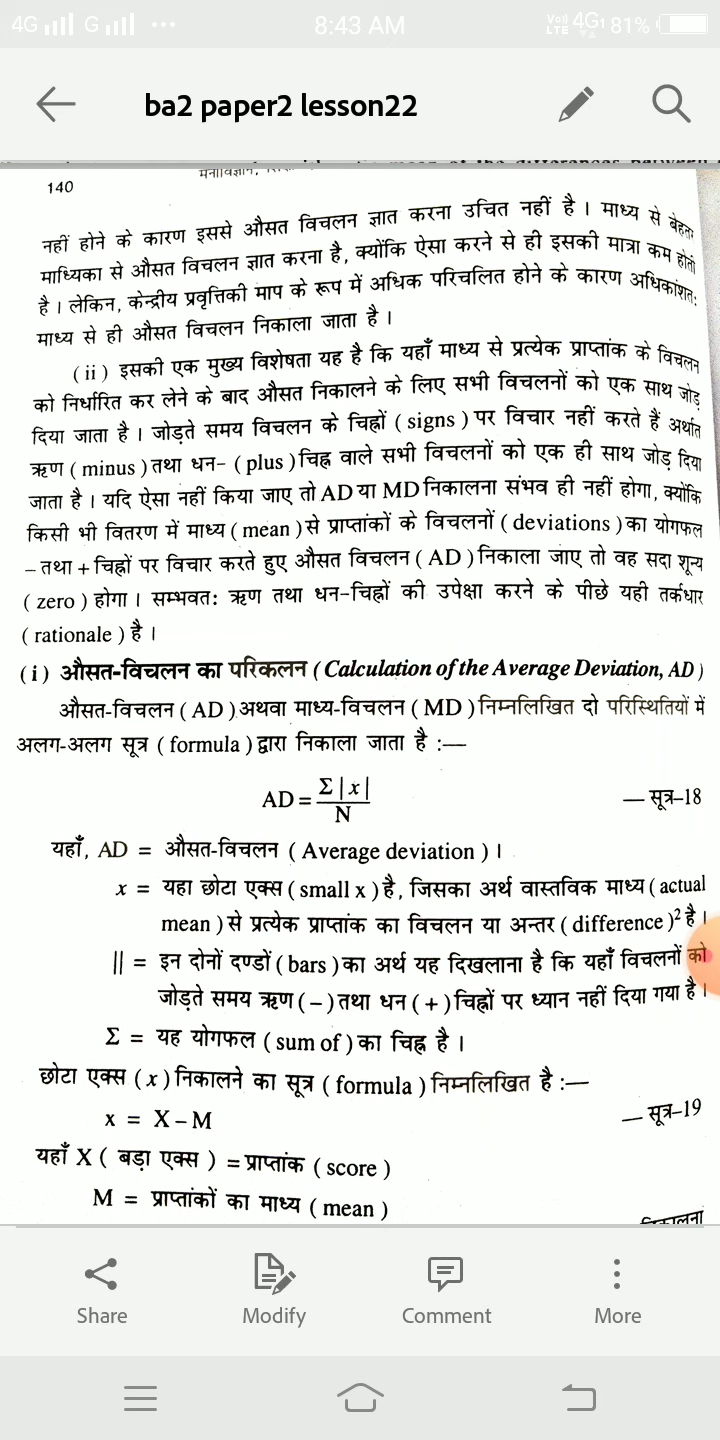 4G G ••• 8:43 AM VoLTE 4G 81%
ba2 paper2 lesson22
140
नहीं होने के कारण इससे औसत विचलन ज्ञात करना उचित नहीं है । माध्य से बेहतर
माध्यिका से औसत विचलन ज्ञात करना है, क्योंकि ऐसा करने से ही इसकी मात्रा कम होती
है । लेकिन, केन्द्रीय प्रवृत्तिकी माप के रूप में अधिक परिचलित होने के कारण अधिकांशत:
माध्य से ही औसत विचलन निकाला जाता है ।
(ii) इसकी एक मुख्य विशेषता यह है कि यहाँ माध्य से प्रत्येक प्राप्तांक के विचलन
को निर्धारित कर लेने के बाद औसत निकालने के लिए सभी विचलनों को एक साथ जोड़
दिया जाता है । जोड़ते समय विचलन के चिह्नों ( signs ) पर विचार नहीं करते हैं अर्थात
ऋण ( minus ) तथा धन- ( plus ) चिह्न वाले सभी विचलनों को एक ही साथ जोड़ दिया
जाता है । यदि ऐसा नहीं किया जाए तो AD या MD निकालना संभव ही नहीं होगा, क्योंकि
किसी भी वितरण में माध्य ( mean ) से प्राप्तांकों के विचलनों ( deviations ) का योगफल
– तथा + चिह्नों पर विचार करते हुए औसत विचलन ( AD ) निकाला जाए तो वह सदा शून्य
( zero ) होगा । सम्भवत: ऋण तथा धन-चिह्नों की उपेक्षा करने के पीछे यही तर्कधार
( rationale ) है ।
(i) औसत-विचलन का परिकलन ( Calculation of the Average Deviation, AD )
औसत-विचलन ( AD ) अथवा माध्य-विचलन ( MD ) निम्नलिखित दो परिस्थितियों में
अलग-अलग सूत्र ( formula ) द्वारा निकाला जाता है :—
AD = Σ | x | / N — सूत्र-18
यहाँ, AD = औसत-विचलन ( Average deviation ) ।
x = यहा छोटा एक्स ( small x ) है, जिसका अर्थ वास्तविक माध्य ( actual
mean ) से प्रत्येक प्राप्तांक का विचलन या अन्तर ( difference )² है ।
|| = इन दोनों दण्डों ( bars ) का अर्थ यह दिखलाना है कि यहाँ विचलनों को
जोड़ते समय ऋण ( – ) तथा धन ( + ) चिह्नों पर ध्यान नहीं दिया गया है ।
Σ = यह योगफल ( sum of ) का चिह्न है ।
छोटा एक्स ( x ) निकालने का सूत्र ( formula ) निम्नलिखित है :—
x = X – M — सूत्र-19
यहाँ X ( बड़ा एक्स ) = प्राप्तांक ( score )
M = प्राप्तांकों का माध्य ( mean )
Share Modify Comment More